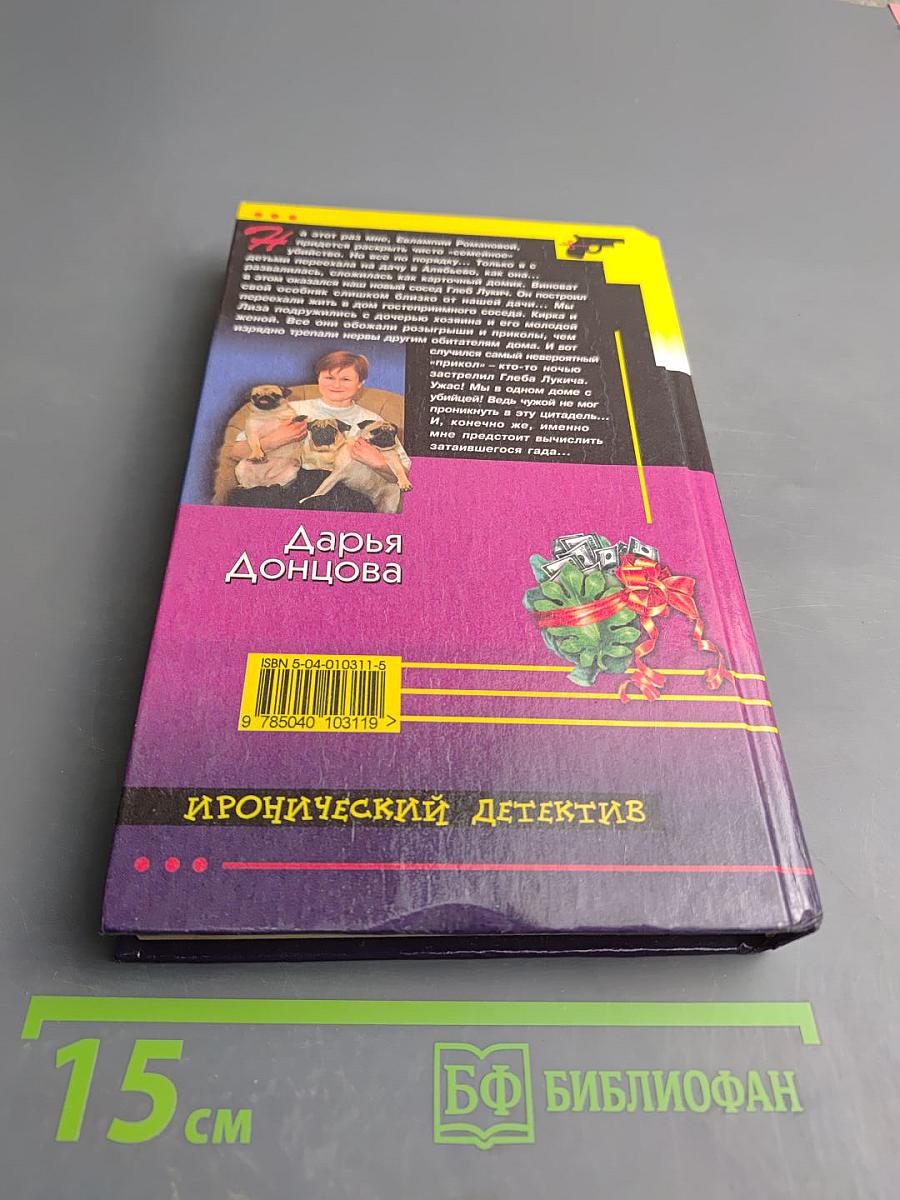 На этот раз мне, Евлампии Романовой,
придется раскрыть чисто «семейное»
убийство. Но все по порядку... Только я с
детьми переехала на дачу в Алябьево, как она...
развалилась, сложилась как карточный домик. Виноват
в этом оказался наш новый сосед Глеб Лукич. Он построил
свой особняк слишком близко от нашей дачи... Мы
переехали жить в дом гостеприимного соседа. Кирка и
Лиза подружились с дочерью хозяина и его молодой
женой. Все они обожали розыгрыши и приколы, чем
изрядно трепали нервы другим обитателям дома. И вот
случился самый невероятный
«прикол» – кто-то ночью
застрелил Глеба Лукича.
Ужас! Мы в одном доме с
убийцей! Ведь чужой не мог
проникнуть в эту цитадель...
И, конечно же, именно
мне предстоит вычислить
затаившегося гада...
Дарья
Донцова
ISBN 5-04-010311-5
9 785040 103119 >
ИРОНИЧЕСКИЙ ДЕТЕКТИВ
15 см
БФ БИБЛИОФАН